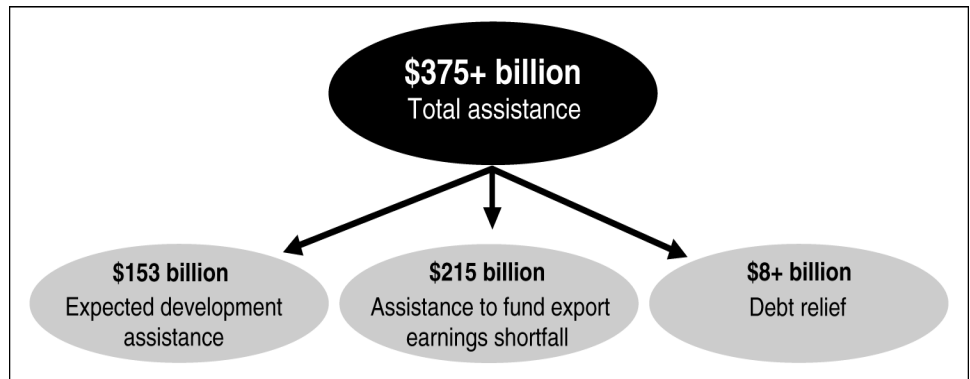 $375+ billion
Total assistance
$153 billion
Expected development
assistance
$215 billion
Assistance to fund export
earnings shortfall
$8+ billion
Debt relief